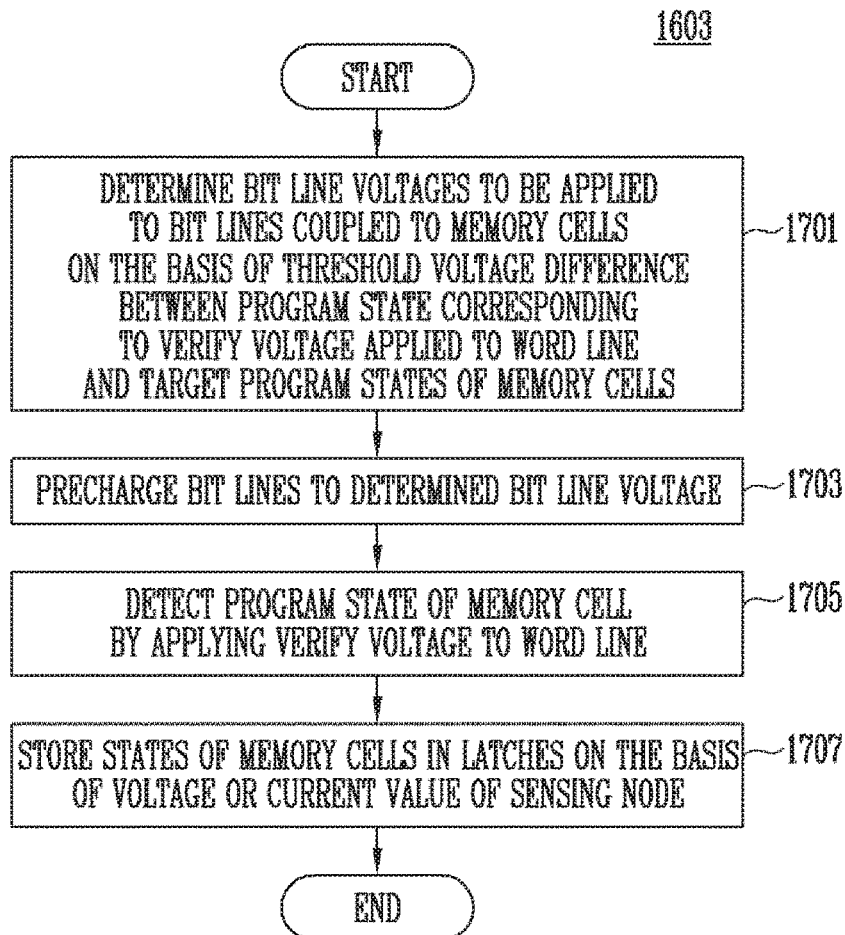 1603
START
DETERMINE BIT LINE VOLTAGES TO BE APPLIED
TO BIT LINES COUPLED TO MEMORY CELLS
ON THE BASIS OF THRESHOLD VOLTAGE DIFFERENCE
BETWEEN PROGRAM STATE CORRESPONDING
TO VERIFY VOLTAGE APPLIED TO WORD LINE
AND TARGET PROGRAM STATES OF MEMORY CELLS
1701
PRECHARGE BIT LINES TO DETERMINED BIT LINE VOLTAGE
1703
DETECT PROGRAM STATE OF MEMORY CELL
BY APPLYING VERIFY VOLTAGE TO WORD LINE
1705
STORE STATES OF MEMORY CELLS IN LATCHES ON THE BASIS
OF VOLTAGE OR CURRENT VALUE OF SENSING NODE
1707
END